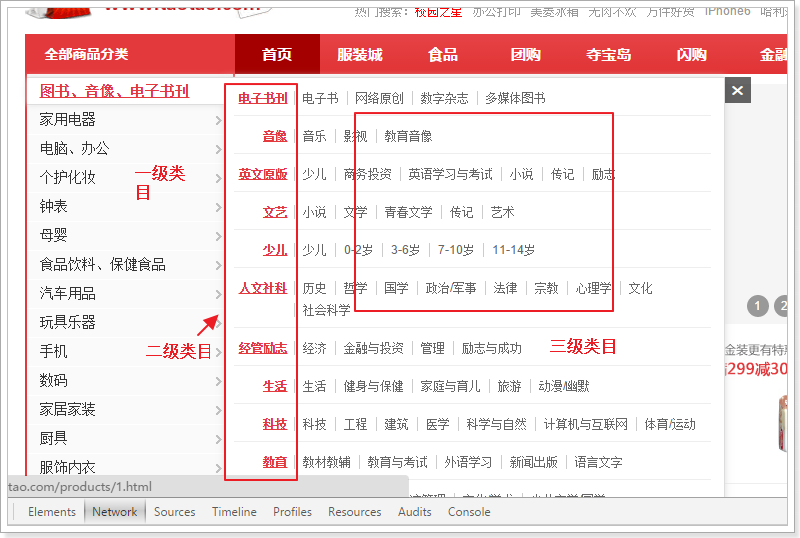 www.taotao.com
热门搜索: 校园之星 办公打印 美菱冰箱 无肉不欢 万件好货 iPhone6
全部商品分类 首页 服装城 食品 团购 夺宝岛 闪购 金融
图书、音像、电子书刊
家用电器
电脑、办公
个护化妆
钟表
母婴
食品饮料、保健食品
汽车用品
玩具乐器
手机
数码
家居家装
厨具
服饰内衣
一级类目
二级类目
三级类目
电子书刊 电子书 网络原创 数字杂志 多媒体图书
音像 音乐 影视 教育音像
英文原版 少儿 商务投资 英语学习与考试 小说 传记 励志
文艺 小说 文学 青春文学 传记 艺术
少儿 少儿 0-2岁 3-6岁 7-10岁 11-14岁
人文社科 历史 哲学 国学 政治/军事 法律 宗教 心理学 文化
社会科学
经管励志 经济 金融与投资 管理 励志与成功
生活 生活 健身与保健 家庭与育儿 旅游 动漫/幽默
科技 科技 工程 建筑 医学 科学与自然 计算机与互联网 体育/运动
教育 教材教辅 教育与考试 外语学习 新闻出版 语言文字
×
1 2
金装更有特
299减30
tao.com/products/1.html
Elements Network Sources Timeline Profiles Resources Audits Console